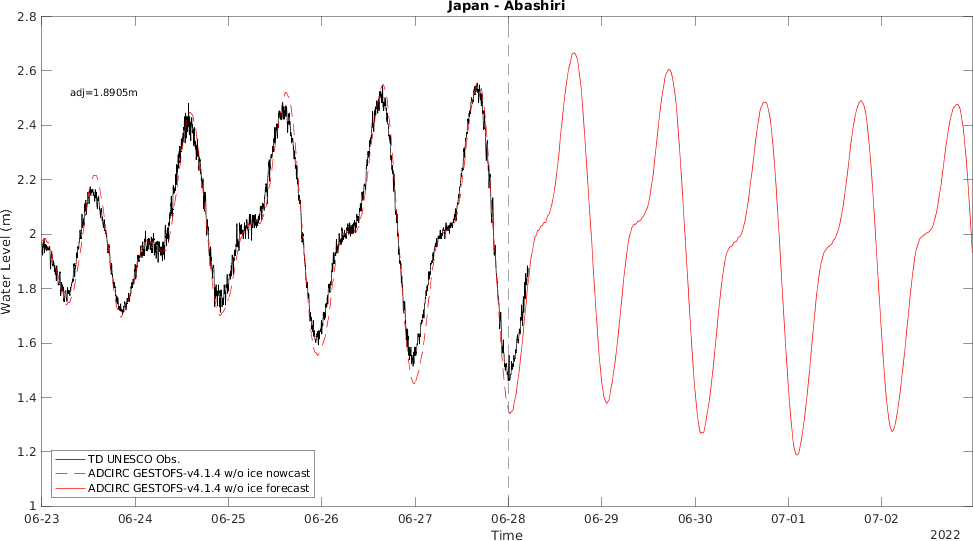 Japan - Abashiri
2.8
2.6
2.4
2.2
2
1.8
1.6
1.4
1.2
1
Water Level (m)
adj=1.8905m
TD UNESCO Obs.
ADCIRC GESTOFS-v4.1.4 w/o ice nowcast
ADCIRC GESTOFS-v4.1.4 w/o ice forecast
06-23 06-24 06-25 06-26 06-27 06-28 06-29 06-30 07-01 07-02
Time
2022